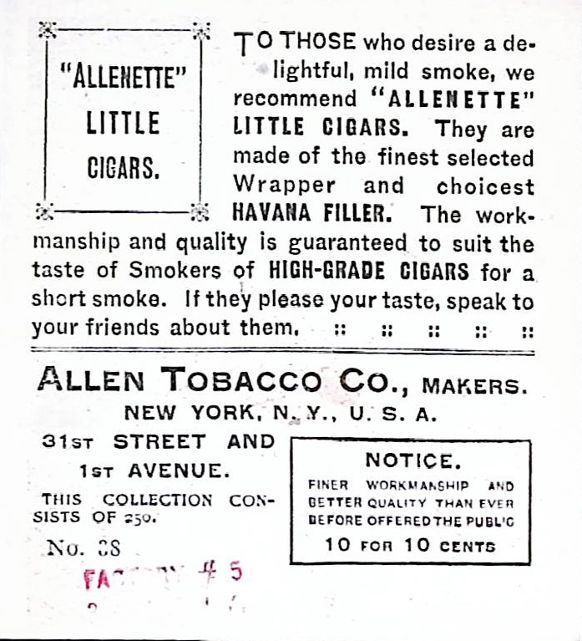 "ALLENETTE"
LITTLE
CIGARS.
TO THOSE who desire a de-
lightful, mild smoke, we
recommend "ALLENETTE"
LITTLE CIGARS. They are
made of the finest selected
Wrapper and choicest
HAVANA FILLER. The work-
manship and quality is guaranteed to suit the
taste of Smokers of HIGH-GRADE CIGARS for a
short smoke. If they please your taste, speak to
your friends about them. :: :: :: :: ::
ALLEN TOBACCO CO., MAKERS.
NEW YORK, N. Y., U. S. A.
31ST STREET AND
1ST AVENUE.
THIS COLLECTION CON-
SISTS OF 250.
No.
NOTICE.
FINER WORKMANSHIP AND
BETTER QUALITY THAN EVER
BEFORE OFFERED THE PUBLIC
10 FOR 10 CENTS
# 5